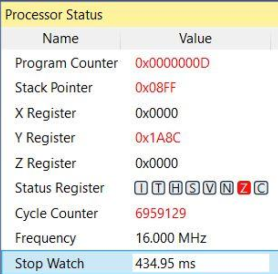 Processor Status
Name Value
Program Counter 0x0000000D
Stack Pointer 0x08FF
X Register 0x0000
Y Register 0x1A8C
Z Register 0x0000
Status Register I T H S V N Z C
Cycle Counter 6959129
Frequency 16.000 MHz
Stop Watch 434.95 ms